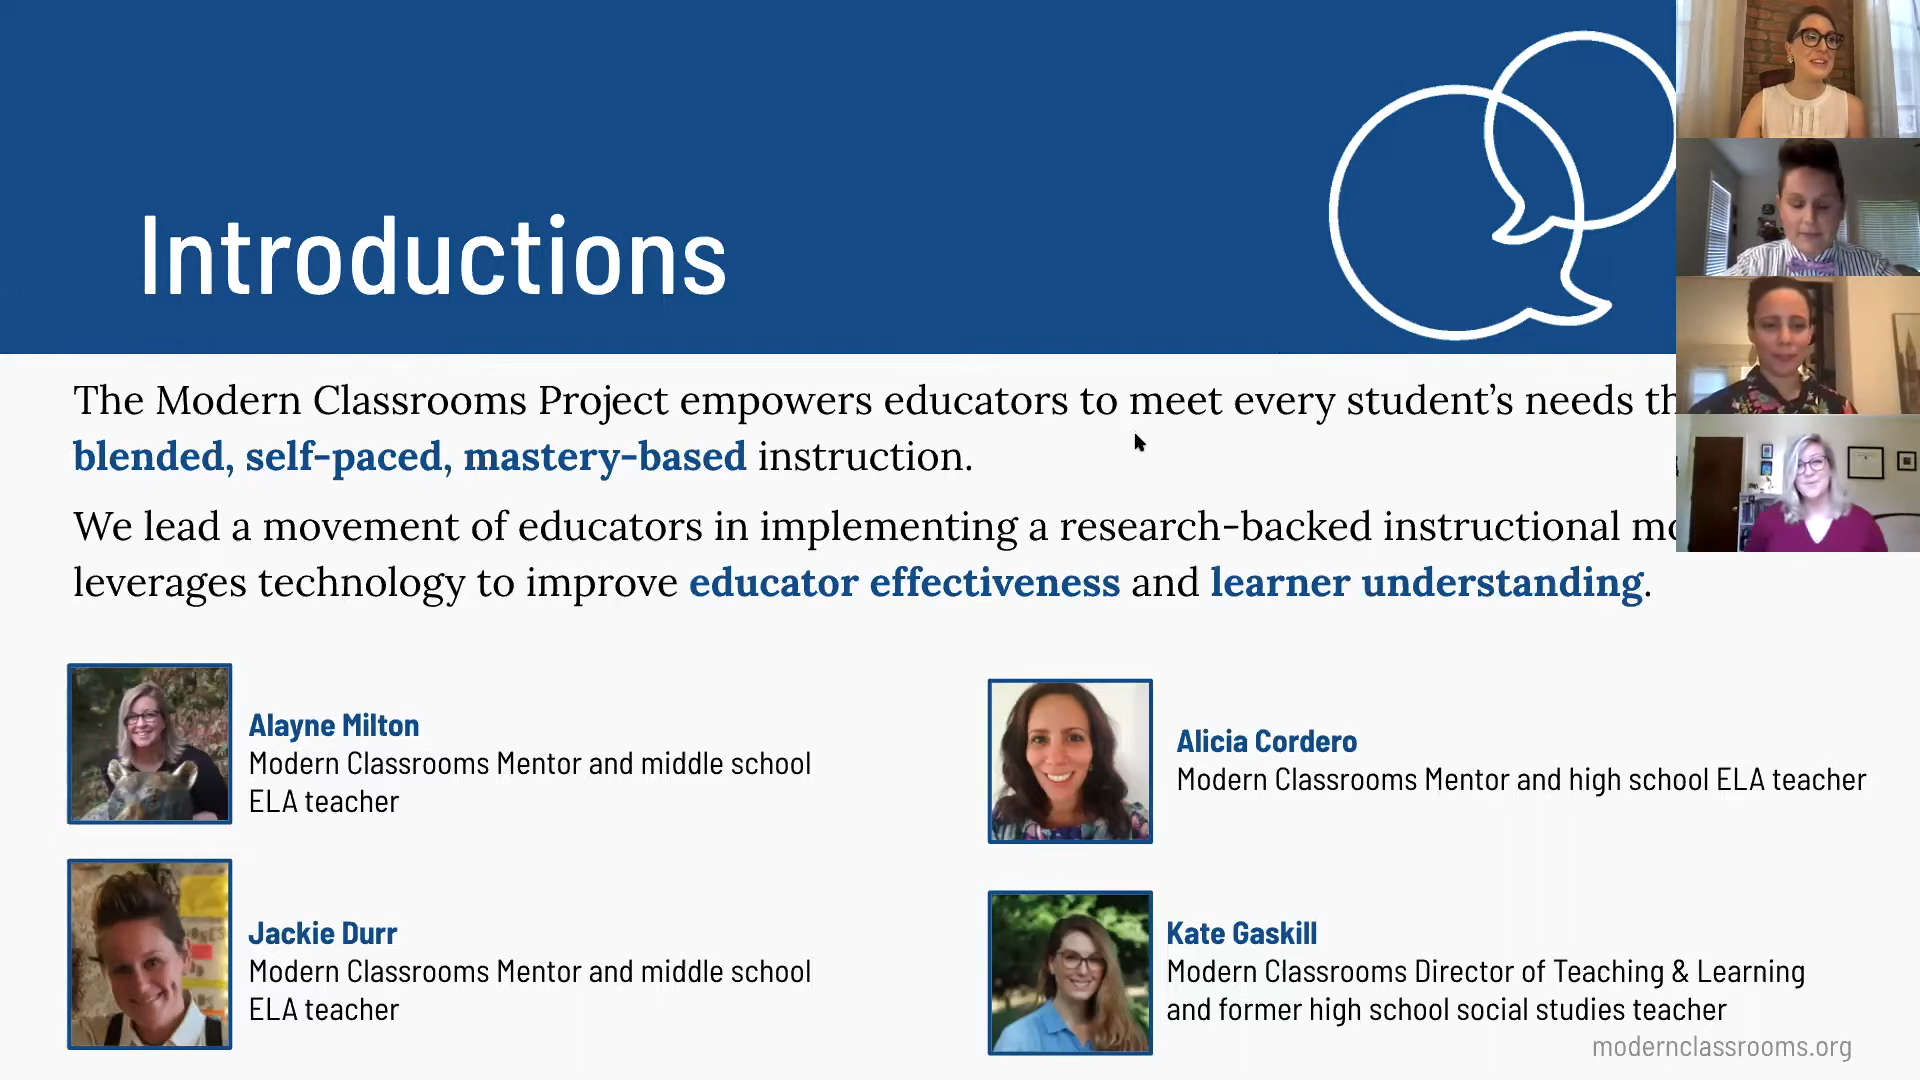 Introductions
The Modern Classrooms Project empowers educators to meet every student’s needs th
blended, self-paced, mastery-based instruction.
We lead a movement of educators in implementing a research-backed instructional mo
leverages technology to improve educator effectiveness and learner understanding.
Alayne Milton
Modern Classrooms Mentor and middle school
ELA teacher
Alicia Cordero
Modern Classrooms Mentor and high school ELA teacher
Jackie Durr
Modern Classrooms Mentor and middle school
ELA teacher
Kate Gaskill
Modern Classrooms Director of Teaching & Learning
and former high school social studies teacher
modernclassrooms.org